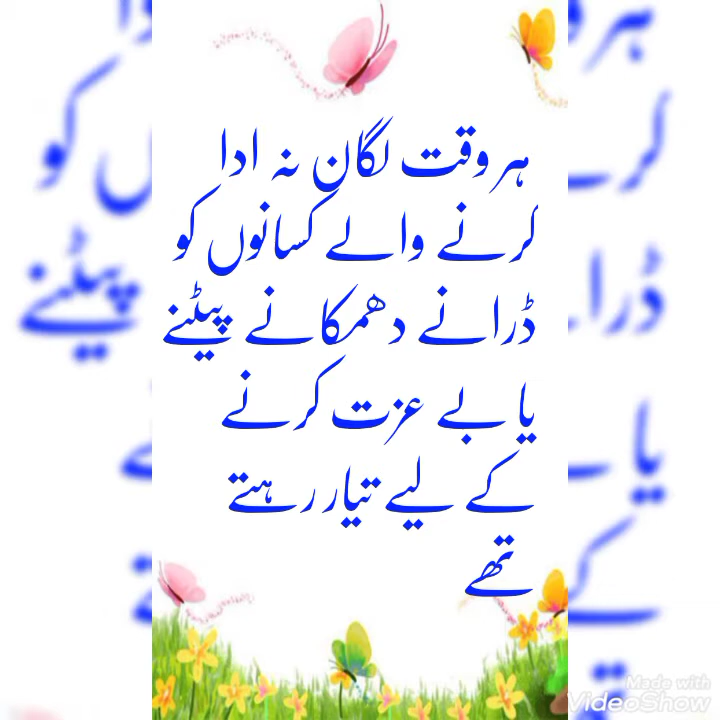 ہر وقت لگان نہ ادا
کرنے والے کسانوں کو
ڈرانے دھمکانے پیٹنے
یا بے عزت کرنے
کے لیے تیار رہتے
تھے
Made with
VideoShow